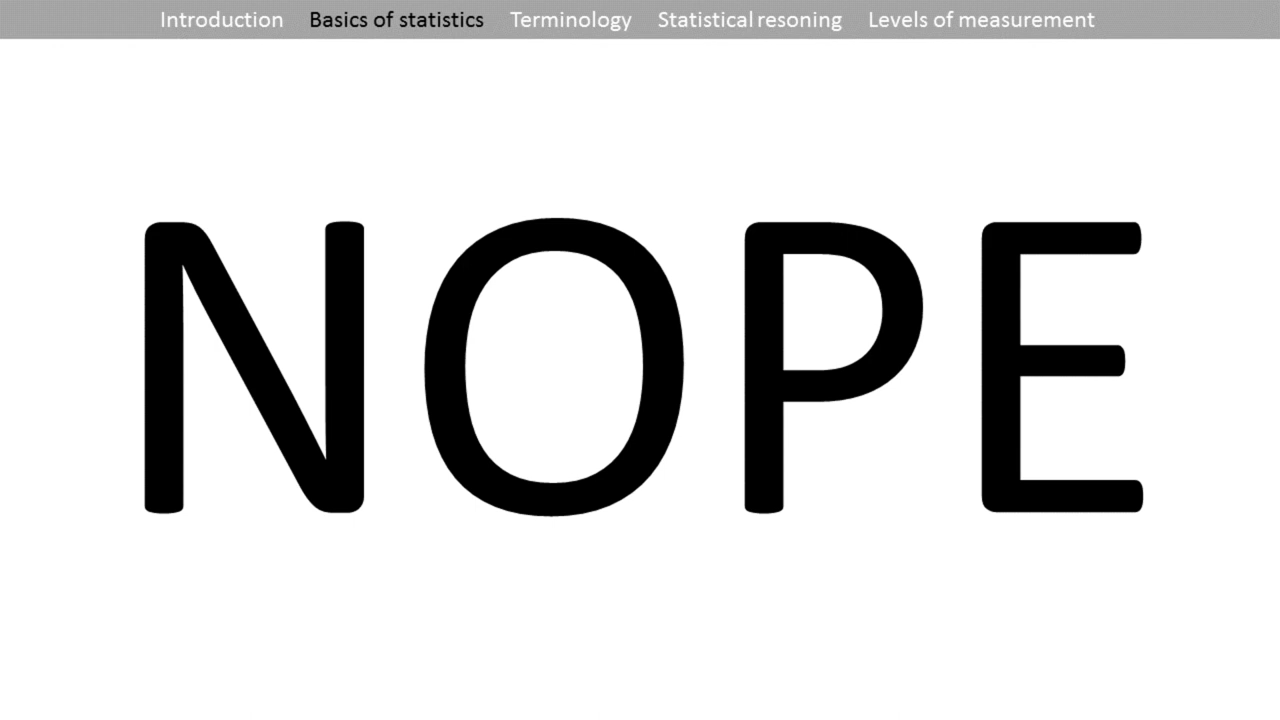 Introduction Basics of statistics Terminology Statistical resoning Levels of measurement
NOPE